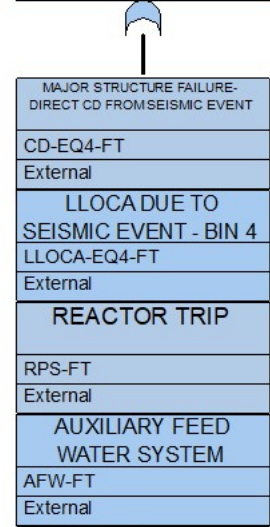 MAJOR STRUCTURE FAILURE-
DIRECT CD FROM SEISMIC EVENT
CD-EQ4-FT
External
LLOCA DUE TO
SEISMIC EVENT - BIN 4
LLOCA-EQ4-FT
External
REACTOR TRIP
RPS-FT
External
AUXILIARY FEED
WATER SYSTEM
AFW-FT
External